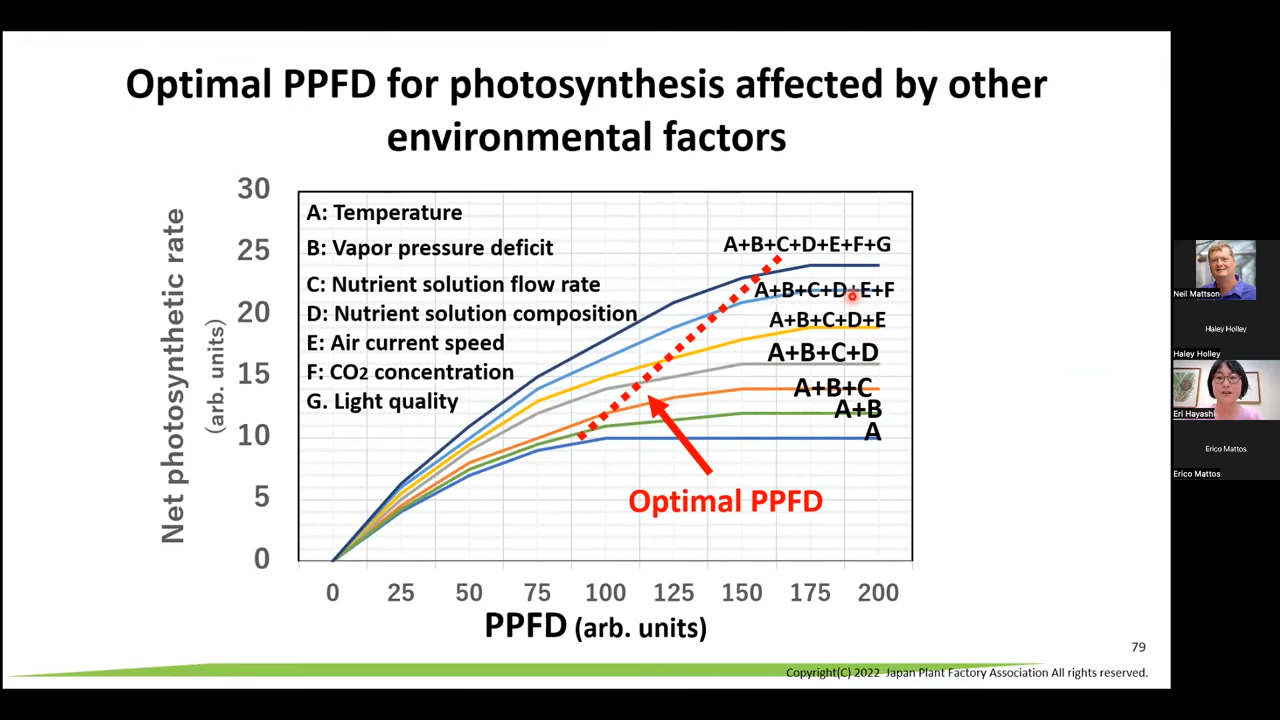 Optimal PPFD for photosynthesis affected by other
environmental factors
Net photosynthetic rate
(arb. units)
30
25
20
15
10
5
0
A: Temperature
B: Vapor pressure deficit
C: Nutrient solution flow rate
D: Nutrient solution composition
E: Air current speed
F: CO2 concentration
G. Light quality
A+B+C+D+E+F+G
A+B+C+D+E+F
A+B+C+D+E
A+B+C+D
A+B+C
A+B
A
Optimal PPFD
0 25 50 75 100 125 150 175 200
PPFD (arb. units)
79
Copyright(C) 2022 Japan Plant Factory Association All rights reserved.
Neil Mattson
Haley Holley
Haley Holley
Eri Hayashi
Erico Mattos
Erico Mattos